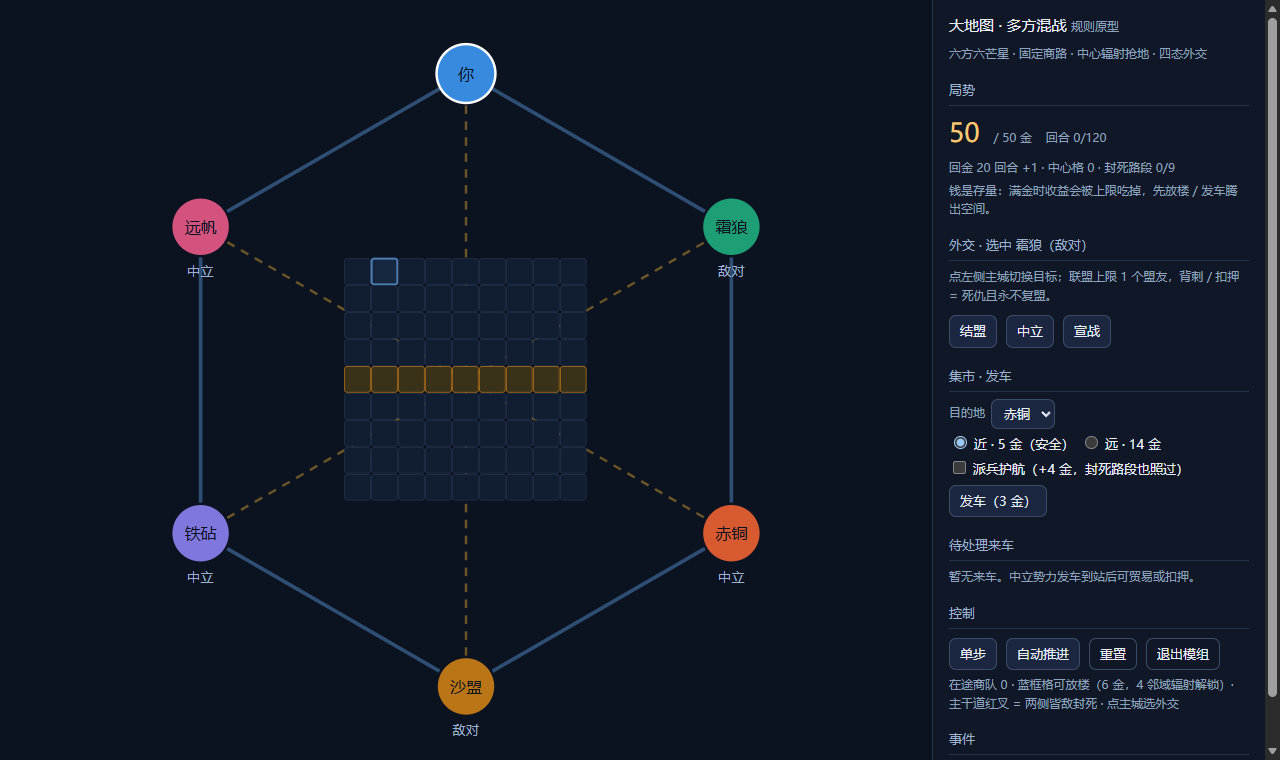 你
远帆
中立
霜狼
敌对
铁砧
中立
赤铜
中立
沙盟
敌对
大地图 · 多方混战 规则原型
六方六芒星 · 固定商路 · 中心辐射抢地 · 四态外交
局势
50 / 50 金 回合 0/120
回金 20 回合 +1 · 中心格 0 · 封死路段 0/9
钱是存量：满金时收益会被上限吃掉，先放楼 / 发车腾
出空间。
外交 · 选中 霜狼（敌对）
点左侧主城切换目标；联盟上限 1 个盟友，背刺 / 扣押
= 死仇且永不复盟。
结盟 中立 宣战
集市 · 发车
目的地 赤铜
近 · 5 金（安全） 远 · 14 金
派兵护航（+4 金，封死路段也照过）
发车（3 金）
待处理来车
暂无来车。中立势力发车到站后可贸易或扣押。
控制
单步 自动推进 重置 退出模组
在途商队 0 · 蓝框格可放楼（6 金，4 邻域辐射解锁） ·
主干道红叉 = 两侧皆敌封死 · 点主城选外交
事件